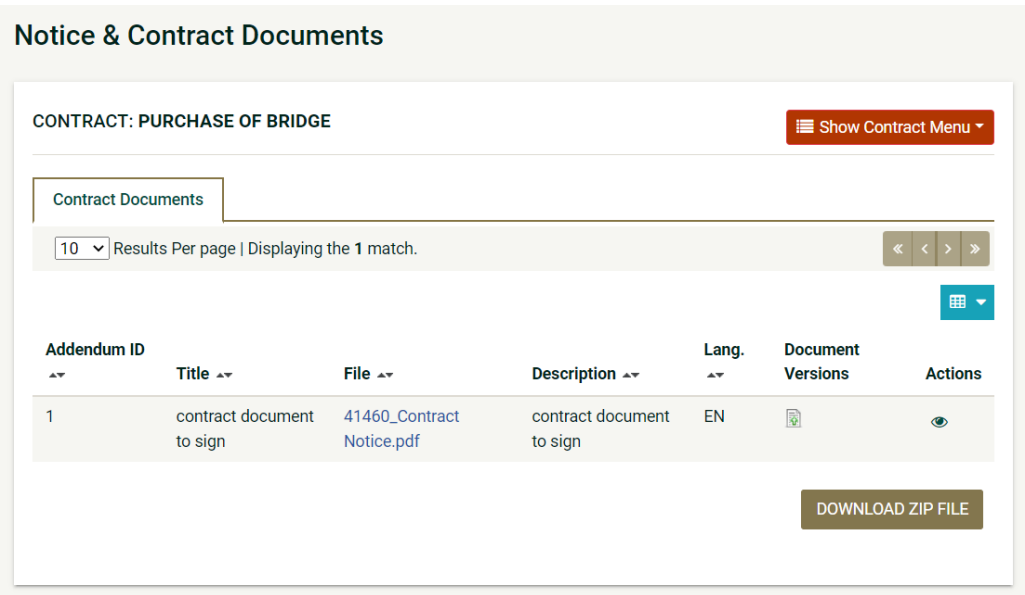 Notice & Contract Documents
CONTRACT: PURCHASE OF BRIDGE
Show Contract Menu
Contract Documents
10 Results Per page | Displaying the 1 match.
« ‹ › »
Addendum ID
Title
File
Description
Lang.
Document
Versions
Actions
1
contract document
to sign
41460_Contract
Notice.pdf
contract document
to sign
EN
DOWNLOAD ZIP FILE